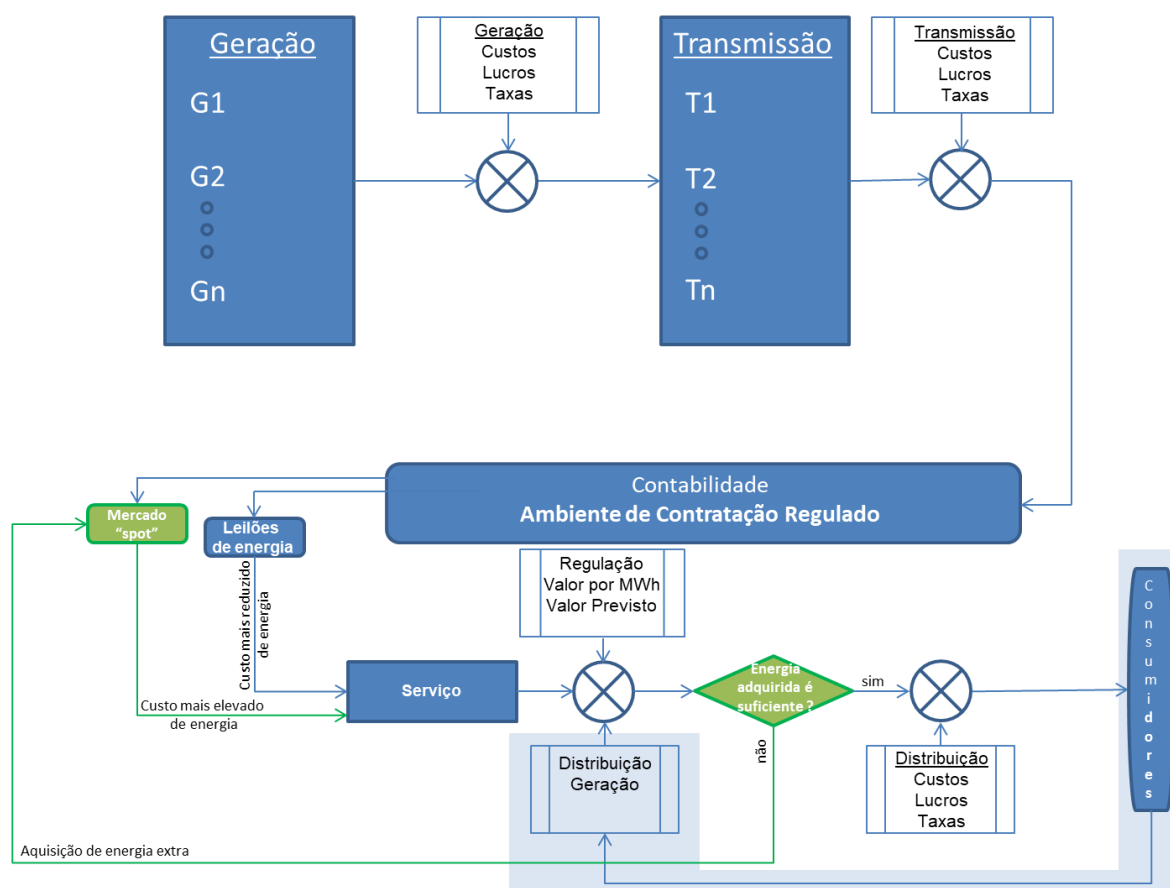 Geração
G1
G2
Gn
Geração
Custos
Lucros
Taxas
Transmissão
T1
T2
Tn
Transmissão
Custos
Lucros
Taxas
Contabilidade
Ambiente de Contratação Regulado
Mercado
“spot”
Leilões
de energia
Custo mais reduzido
de energia
Custo mais elevado
de energia
Serviço
Regulação
Valor por MWh
Valor Previsto
Distribuição
Geração
Energia
adquirida é
suficiente ?
sim
não
Distribuição
Custos
Lucros
Taxas
Consumidores
Aquisição de energia extra